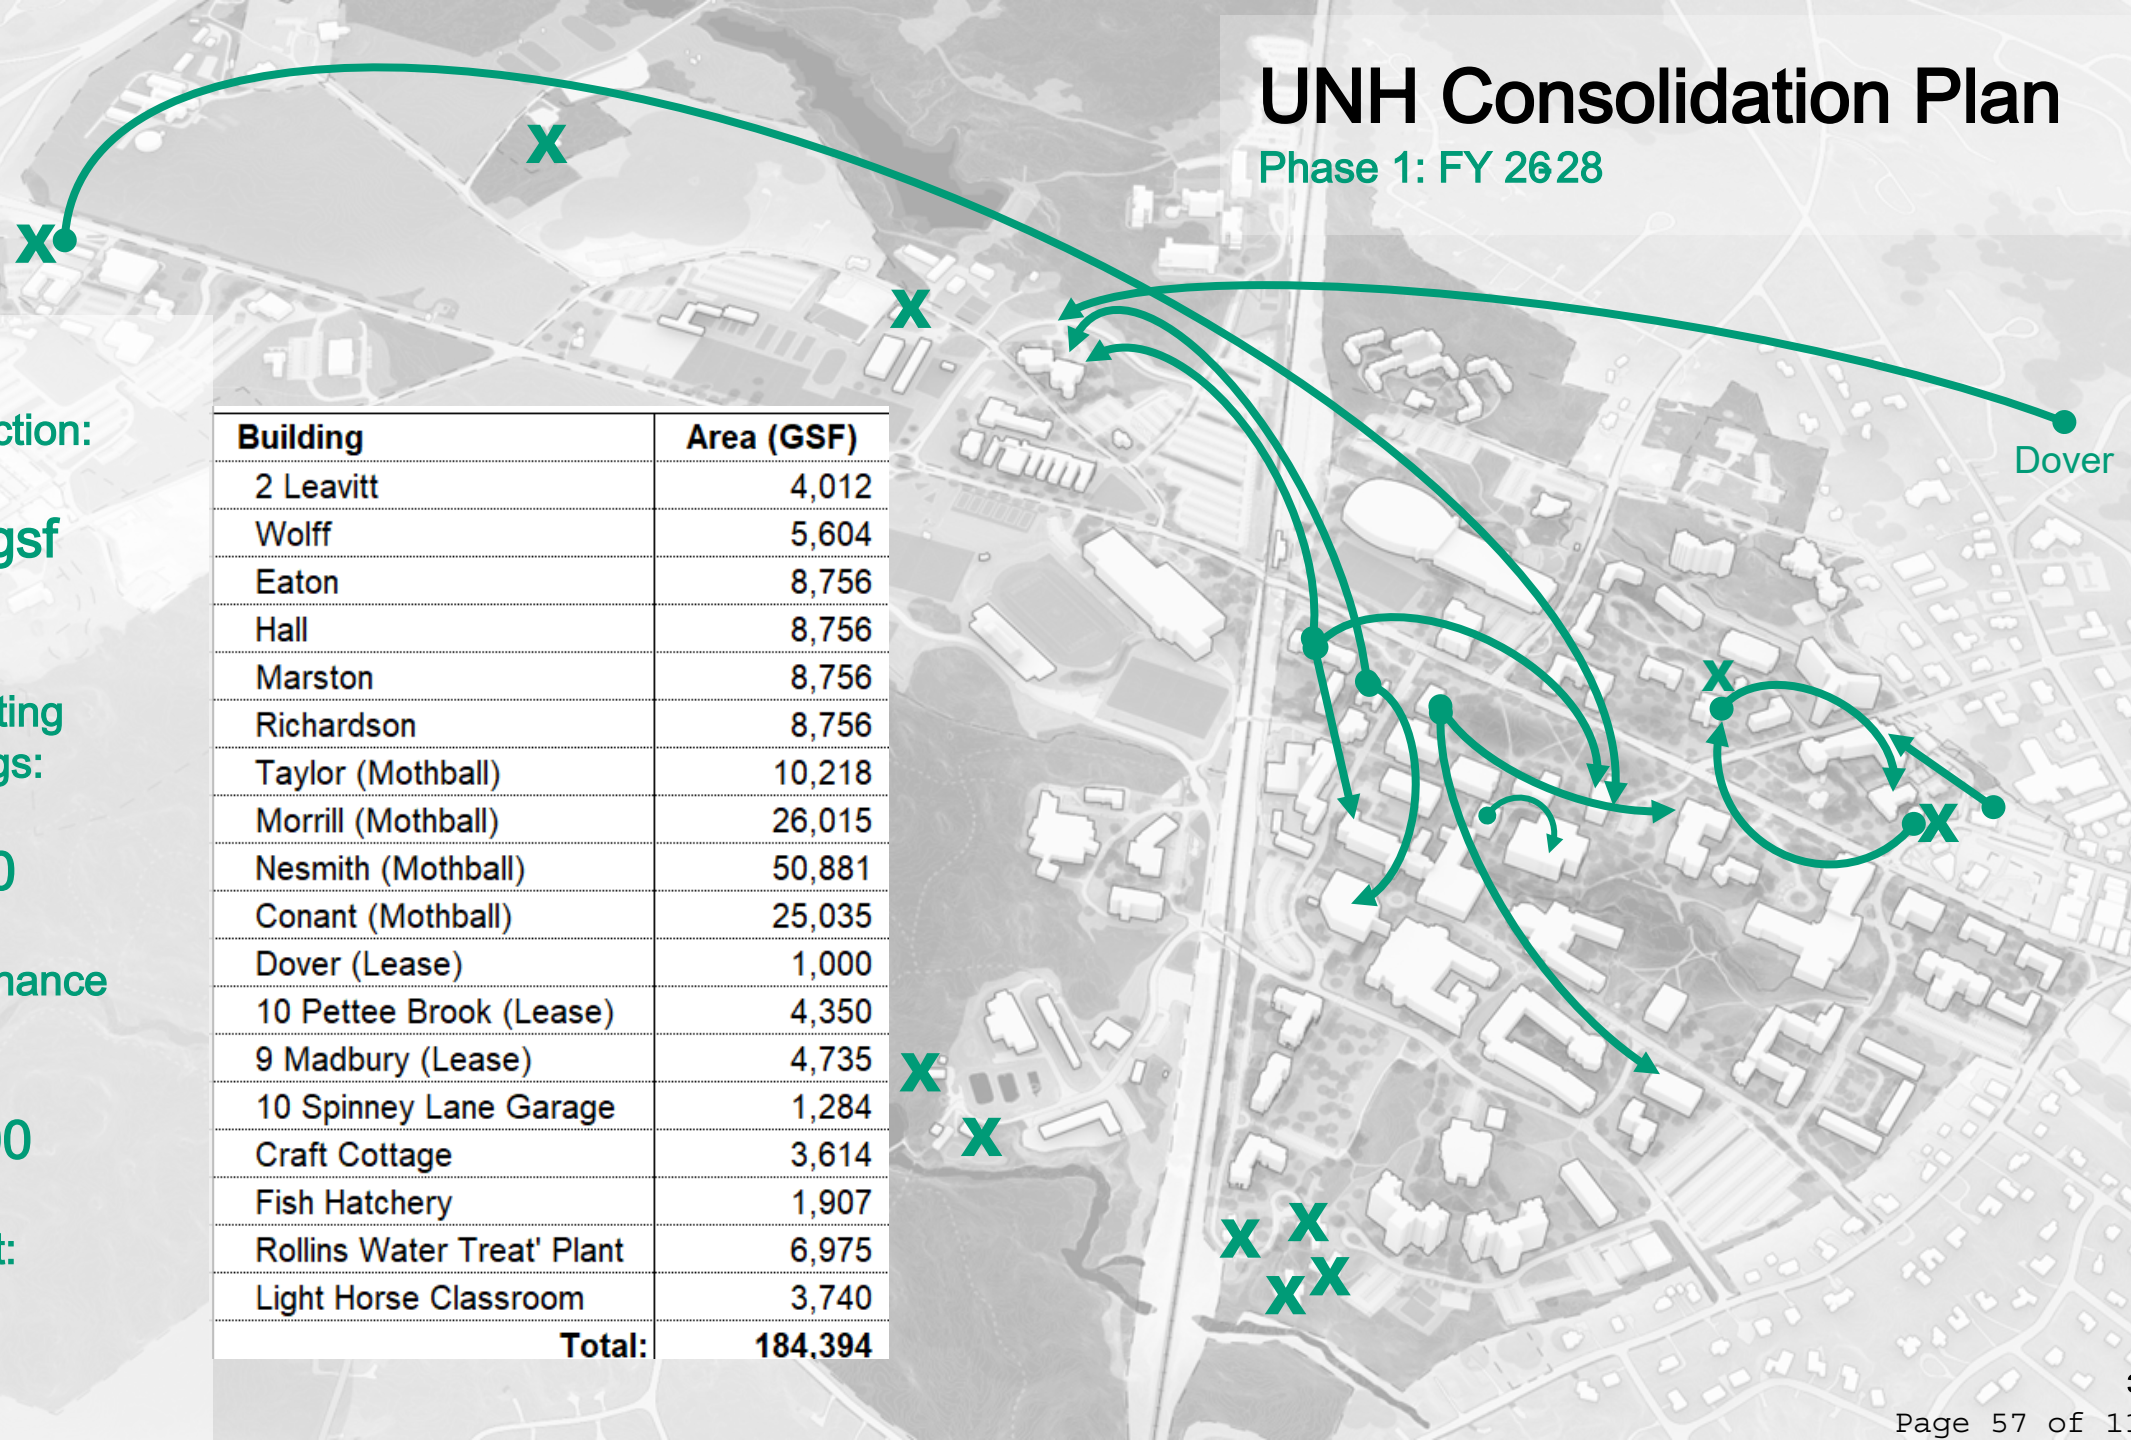 UNH Consolidation Plan
Phase 1: FY 26-28
X
X
X
Dover
ction:
gsf
ting
gs:
0
nance
00
t:
Building Area (GSF)
2 Leavitt 4,012
Wolff 5,604
Eaton 8,756
Hall 8,756
Marston 8,756
Richardson 8,756
Taylor (Mothball) 10,218
Morrill (Mothball) 26,015
Nesmith (Mothball) 50,881
Conant (Mothball) 25,035
Dover (Lease) 1,000
10 Pettee Brook (Lease) 4,350
9 Madbury (Lease) 4,735
10 Spinney Lane Garage 1,284
Craft Cottage 3,614
Fish Hatchery 1,907
Rollins Water Treat' Plant 6,975
Light Horse Classroom 3,740
Total: 184,394
X
X
X
X
X
X
X
X
Page 57 of 11